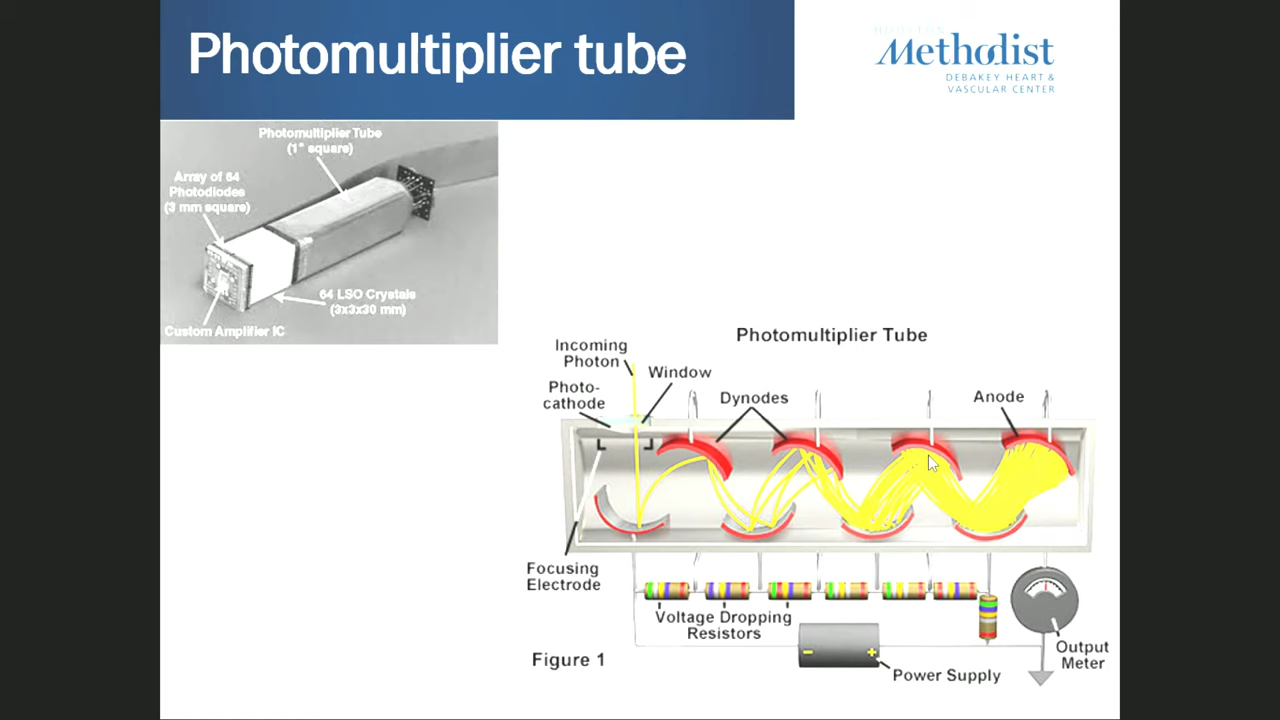 Photomultiplier tube
HOUSTON
Methodist
DEBAKEY HEART &
VASCULAR CENTER
Photomultiplier Tube
(1" square)
Array of 64
Photodiodes
(3 mm square)
64 LSO Crystals
(3x3x30 mm)
Custom Amplifier IC
Photomultiplier Tube
Incoming
Photon
Window
Photo-
cathode
Dynodes
Anode
Focusing
Electrode
Voltage Dropping
Resistors
Output
Meter
Figure 1
Power Supply